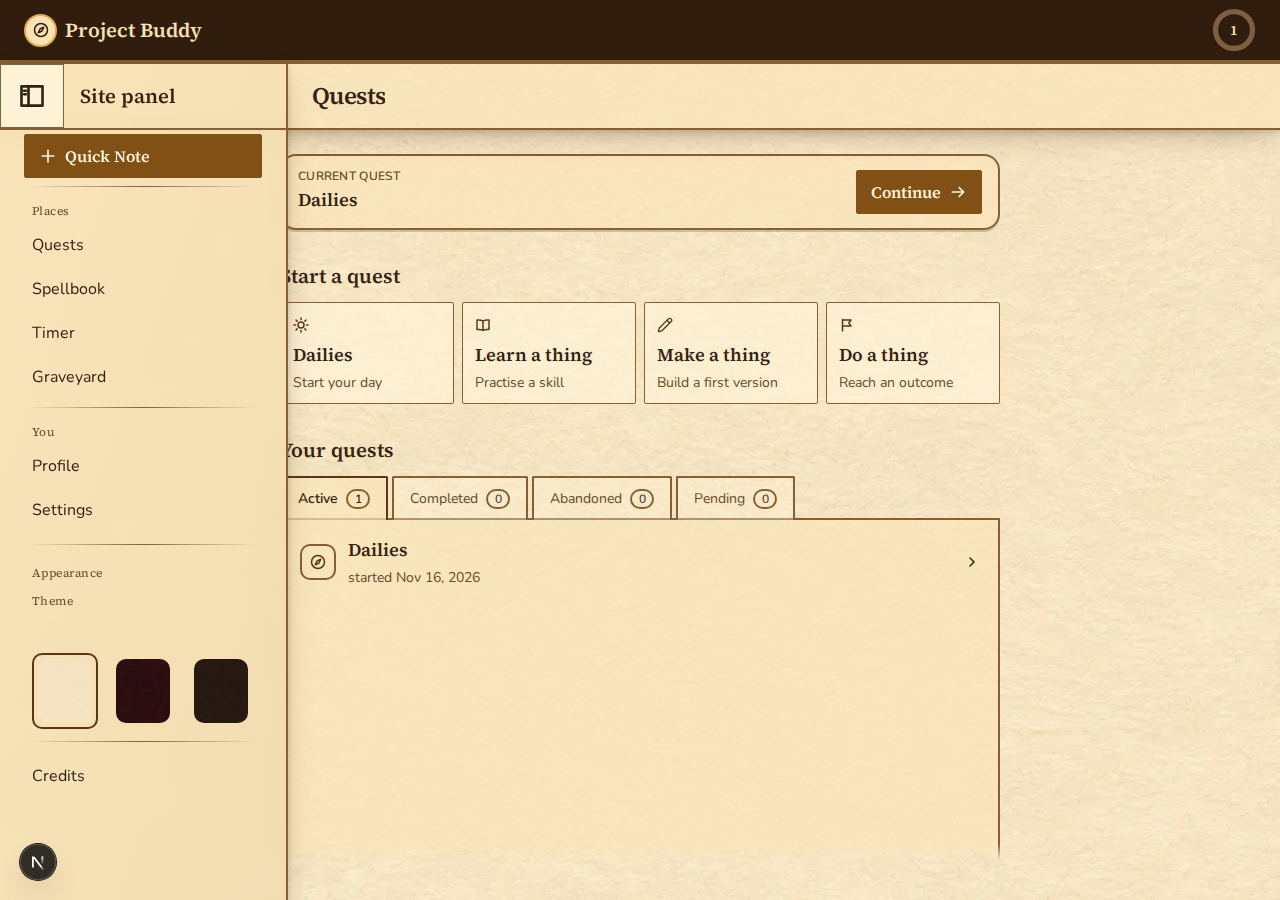 Project Buddy
1
Site panel
Quests
Quick Note
Places
Quests
Spellbook
Timer
Graveyard
You
Profile
Settings
Appearance
Theme
Credits
N
CURRENT QUEST
Dailies
Continue
Start a quest
Dailies
Start your day
Learn a thing
Practise a skill
Make a thing
Build a first version
Do a thing
Reach an outcome
Your quests
Active 1
Completed 0
Abandoned 0
Pending 0
Dailies
started Nov 16, 2026